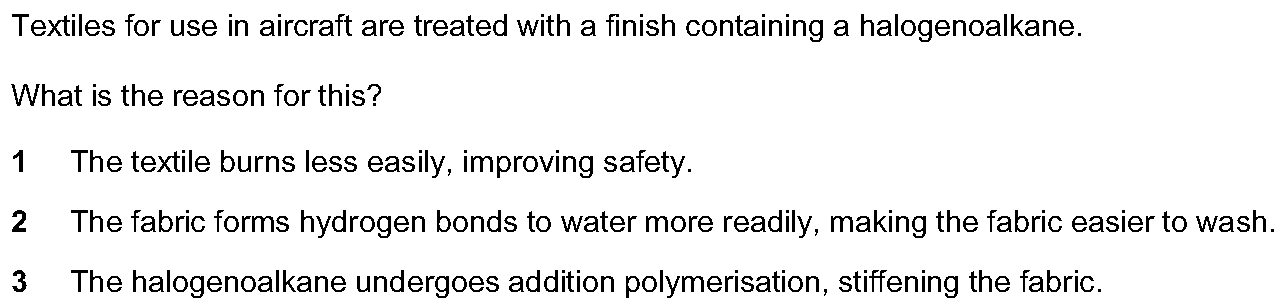 Textiles for use in aircraft are treated with a finish containing a halogenoalkane.
What is the reason for this?
1 The textile burns less easily, improving safety.
2 The fabric forms hydrogen bonds to water more readily, making the fabric easier to wash.
3 The halogenoalkane undergoes addition polymerisation, stiffening the fabric.